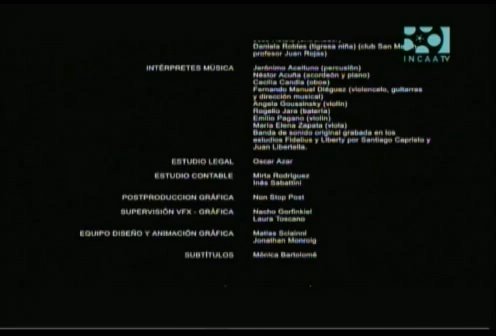 Daniela Robles (tigresa niña) (club San M
profesor Juan Rojas)
INCAA TV
INTÉRPRETES MÚSICA Jerónimo Aceituno (percusión)
Néstor Acuña (acordeón y piano)
Cecilia Candia (oboe)
Fernando Manuel Diéguez (violoncelo, guitarras
y dirección musical)
Angela Goussinsky (violín)
Rogelio Jara (batería)
Emilio Pagano (violín)
María Elena Zapata (viola)
Banda de sonido original grabada en los
estudios Fidelius y Liberty por Santiago Capriato y
Juan Libertella.
ESTUDIO LEGAL Oscar Azar
ESTUDIO CONTABLE Mirta Rodríguez
Inés Sabattini
POSTPRODUCCION GRÁFICA Non Stop Post
SUPERVISIÓN VFX - GRÁFICA Nacho Gorfinkiel
Laura Toscano
EQUIPO DISEÑO Y ANIMACIÓN GRÁFICA Matías
Jonathan Monroig
SUBTÍTULOS Mónica Bartolomé